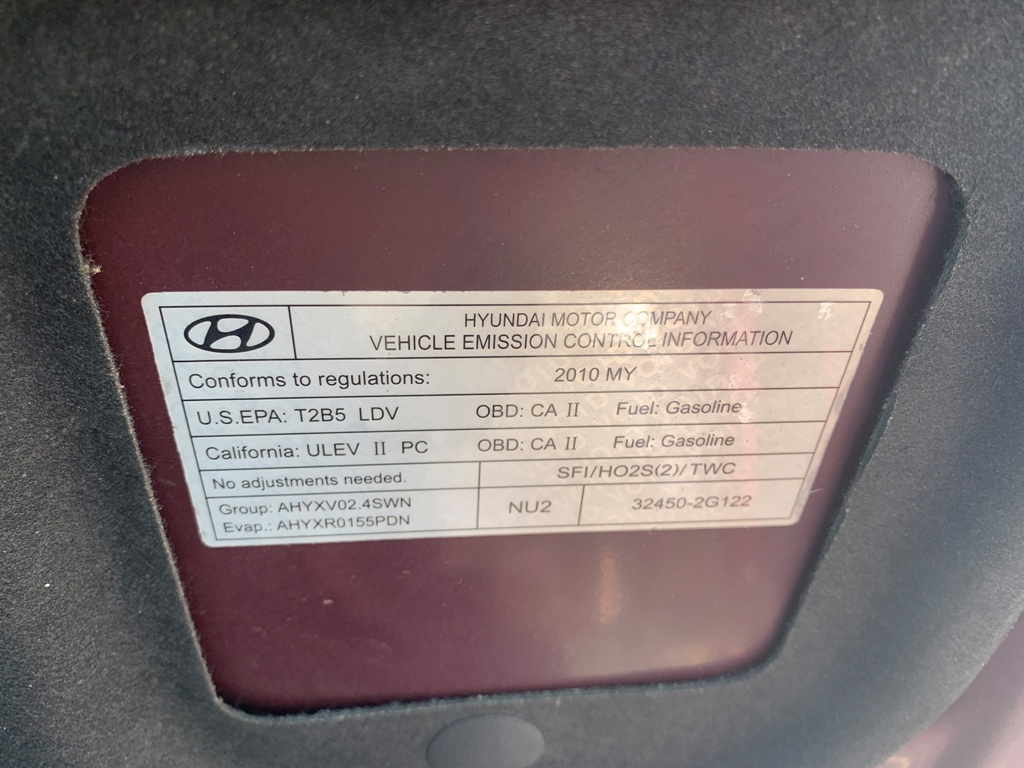 HYUNDAI MOTOR COMPANY
VEHICLE EMISSION CONTROL INFORMATION
Conforms to regulations: 2010 MY
U.S.EPA: T2B5 LDV OBD: CA II Fuel: Gasoline
California: ULEV II PC OBD: CA II Fuel: Gasoline
No adjustments needed. SFI/HO2S(2)/TWC
Group: AHYXV02.4SWN
Evap.: AHYXR0155PDN
NU2 32450-2G122